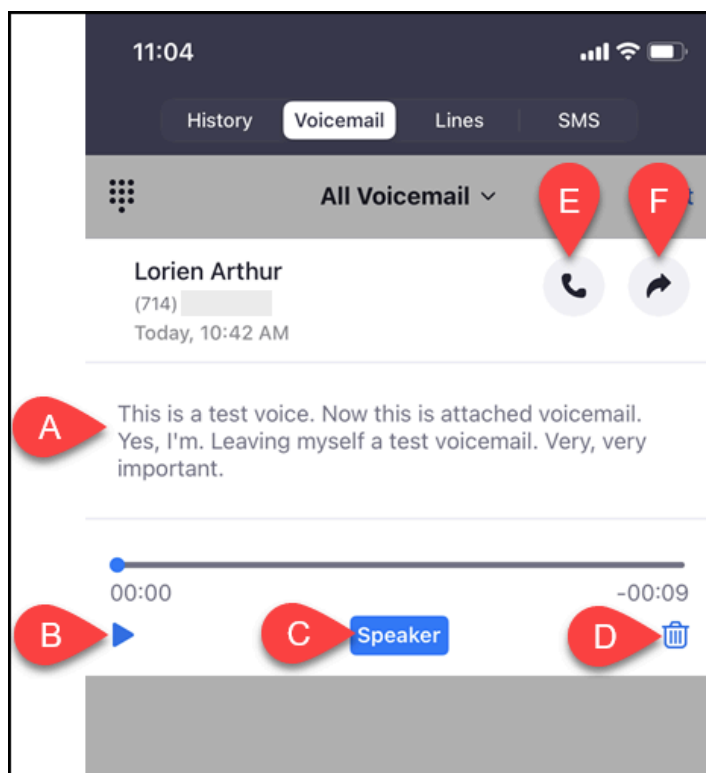 11:04
History Voicemail Lines SMS
All Voicemail
E F
Lorien Arthur
(714)
Today, 10:42 AM
A
This is a test voice. Now this is attached voicemail.
Yes, I'm. Leaving myself a test voicemail. Very, very
important.
00:00 -00:09
B C Speaker D